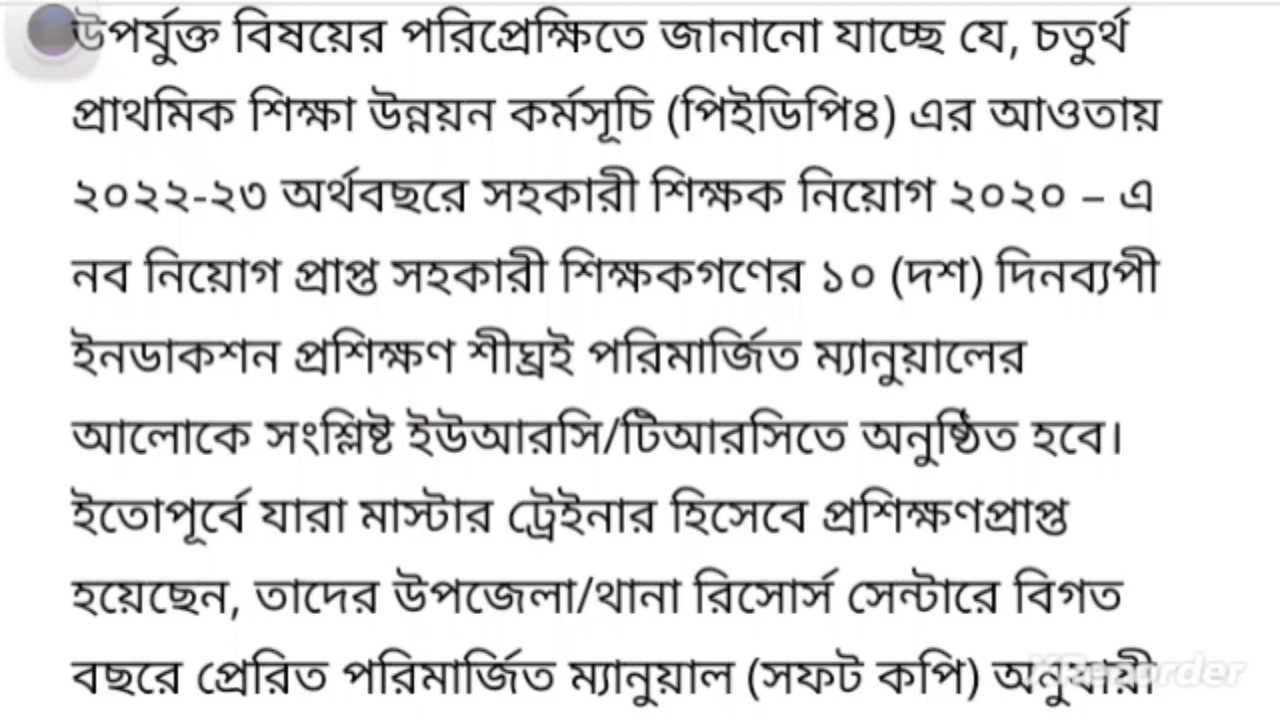 উপর্যুক্ত বিষয়ের পরিপ্রেক্ষিতে জানানো যাচ্ছে যে, চতুর্থ
প্রাথমিক শিক্ষা উন্নয়ন কর্মসূচি (পিইডিপি৪) এর আওতায়
২০২২-২৩ অর্থবছরে সহকারী শিক্ষক নিয়োগ ২০২০ – এ
নব নিয়োগ প্রাপ্ত সহকারী শিক্ষকগণের ১০ (দশ) দিনব্যপী
ইনডাকশন প্রশিক্ষণ শীঘ্রই পরিমার্জিত ম্যানুয়ালের
আলোকে সংশ্লিষ্ট ইউআরসি/টিআরসিতে অনুষ্ঠিত হবে।
ইতোপূর্বে যারা মাস্টার ট্রেইনার হিসেবে প্রশিক্ষণপ্রাপ্ত
হয়েছেন, তাদের উপজেলা/থানা রিসোর্স সেন্টারে বিগত
বছরে প্রেরিত পরিমার্জিত ম্যানুয়াল (সফট কপি) অনুযায়ী
XRecorder